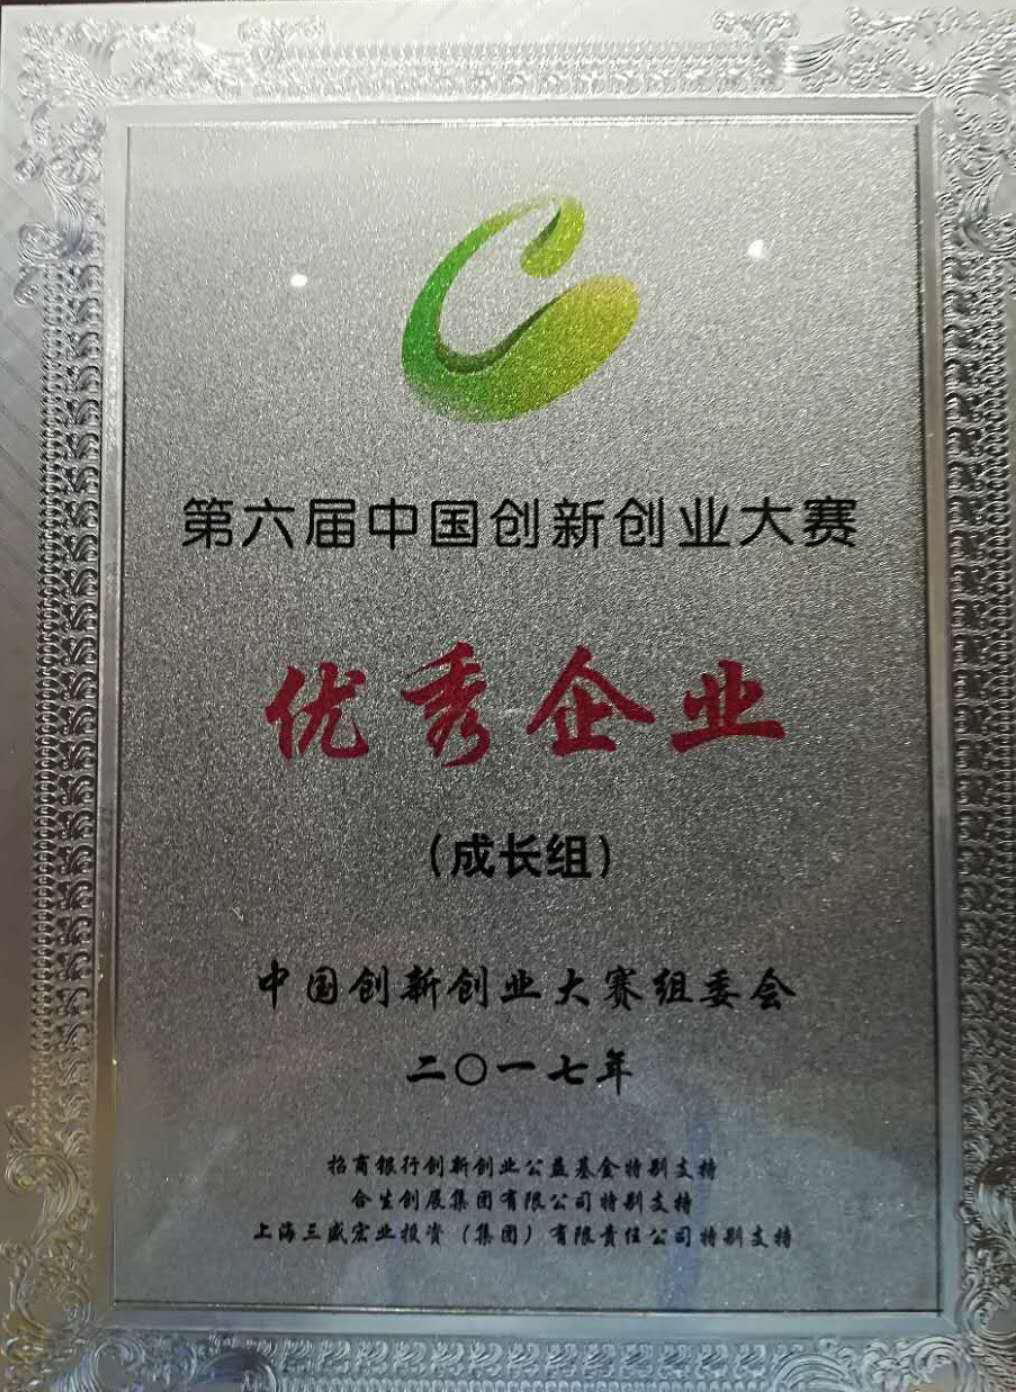 第六届中国创新创业大赛
优秀企业
（成长组）
中国创新创业大赛组委会
二〇一七年
招商银行创新创业公益基金特别支持
合生创展集团有限公司特别支持
上海三盛宏业投资（集团）有限责任公司特别支持